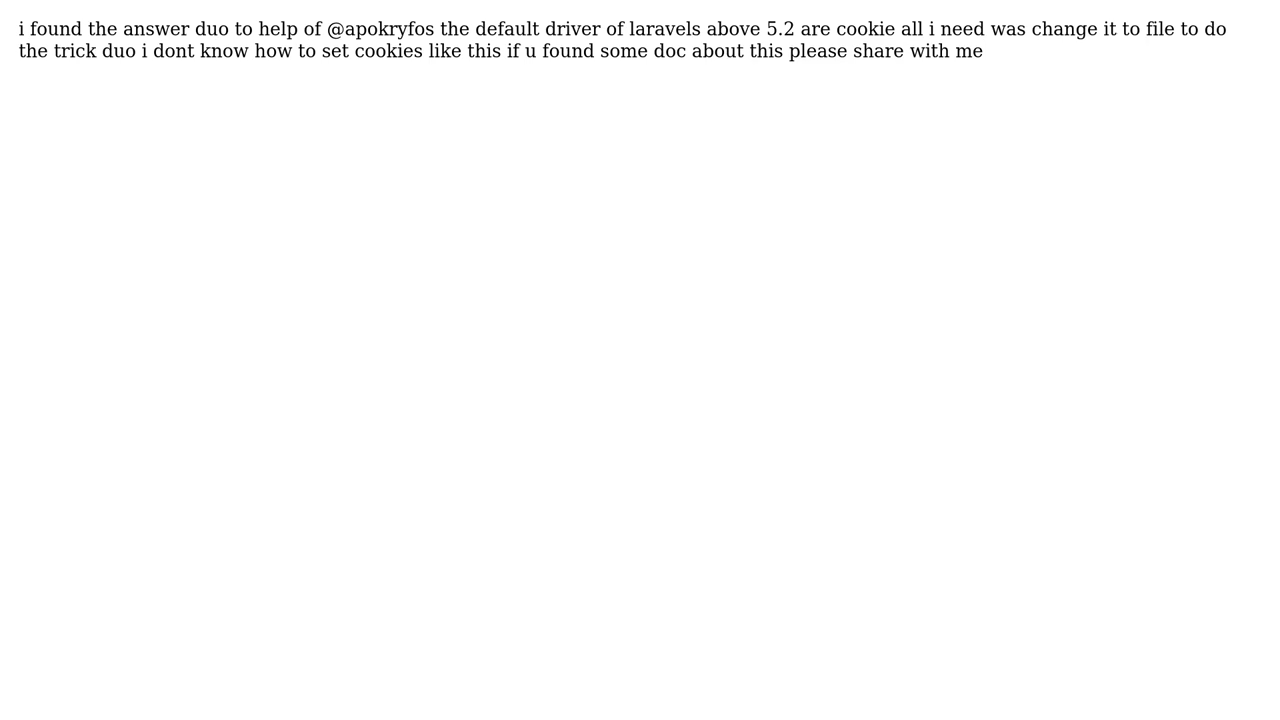 i found the answer duo to help of @apokryfos the default driver of laravels above 5.2 are cookie all i need was change it to file to do
the trick duo i dont know how to set cookies like this if u found some doc about this please share with me